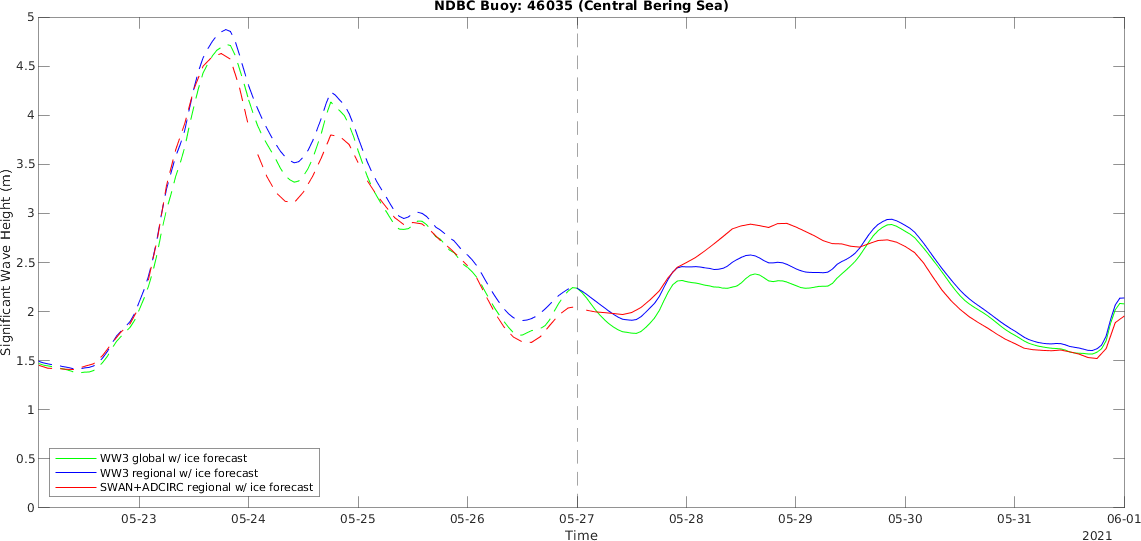 NDBC Buoy: 46035 (Central Bering Sea)
5
4.5
4
3.5
3
2.5
2
1.5
1
0.5
0
Significant Wave Height (m)
WW3 global w/ ice forecast
WW3 regional w/ ice forecast
SWAN+ADCIRC regional w/ ice forecast
05-23 05-24 05-25 05-26 05-27 05-28 05-29 05-30 05-31 06-01
Time
2021